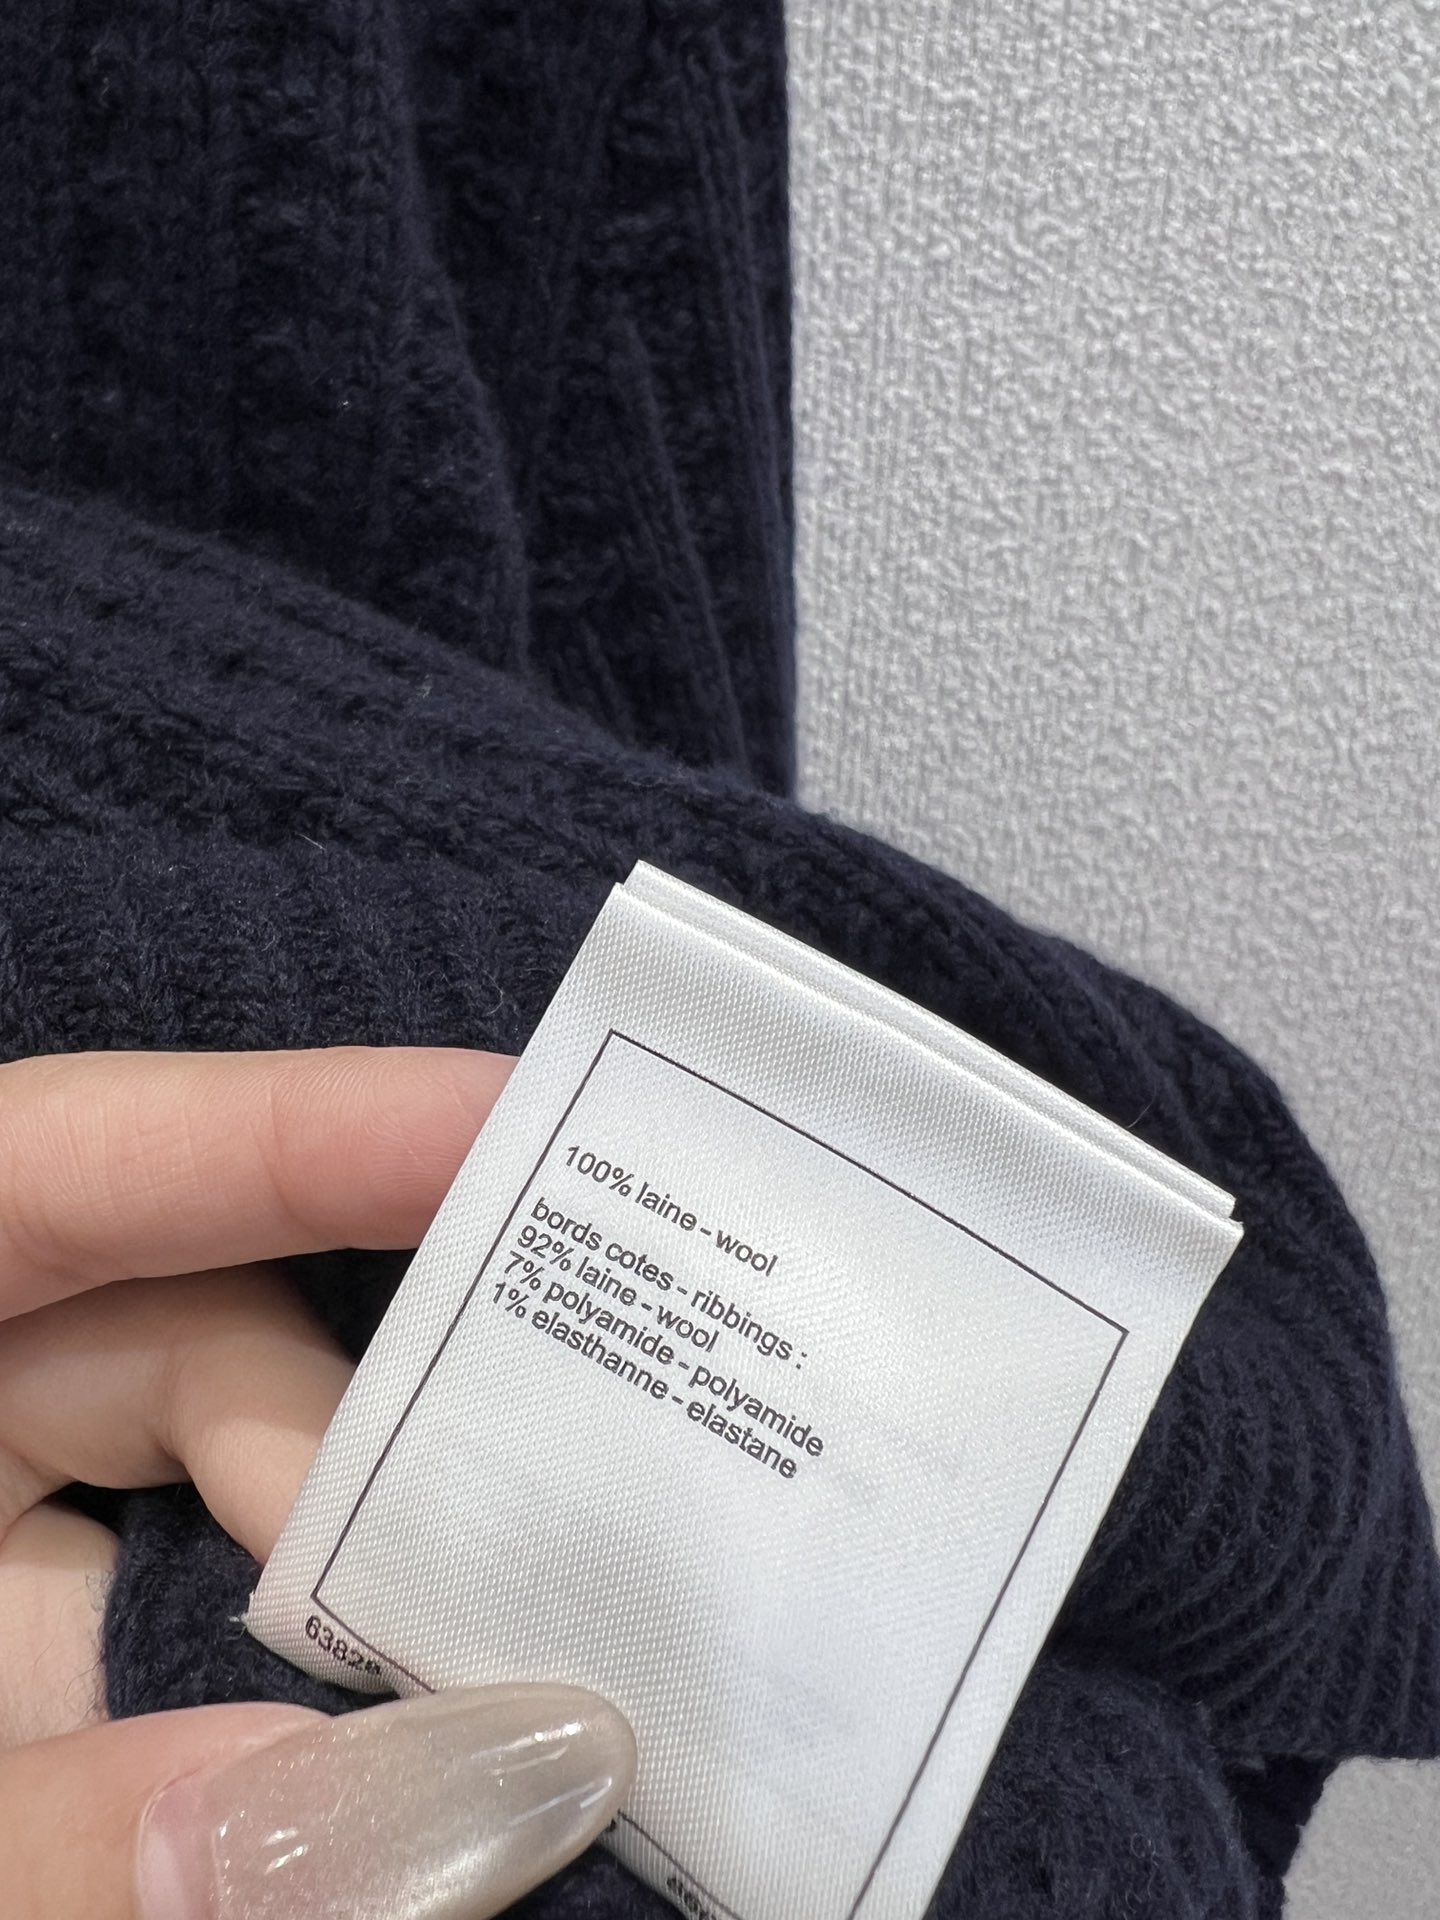 100% laine - wool
bords cotes - ribbings :
92% laine - wool
7% polyamide - polyamide
1% elasthanne - elastane